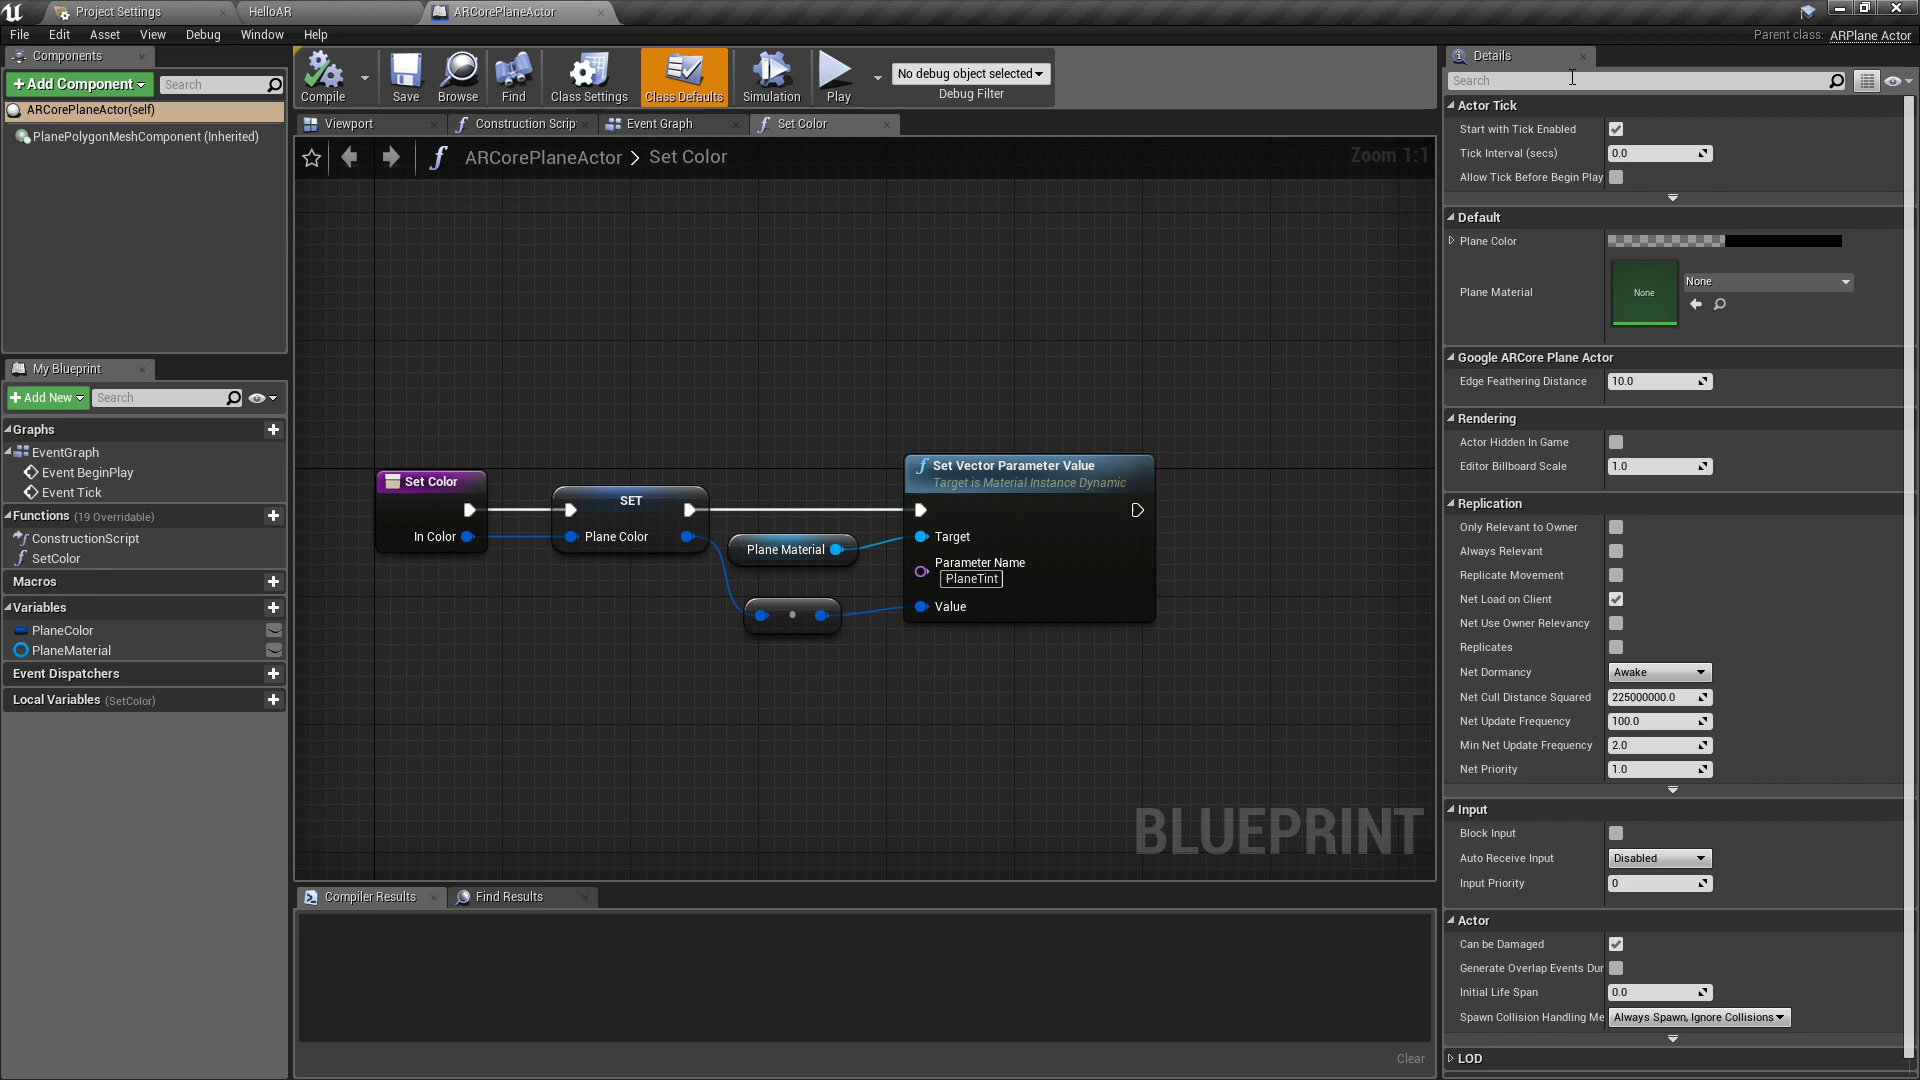 Project Settings
HelloAR
ARCorePlaneActor
File
Edit
Asset
View
Debug
Window
Help
Parent class: ARPlane Actor
Components
+Add Component
Search
ARCorePlaneActor(self)
PlanePolygonMeshComponent (Inherited)
My Blueprint
+Add New
Search
Graphs
EventGraph
Event BeginPlay
Event Tick
Functions (19 Overridable)
ConstructionScript
SetColor
Macros
Variables
PlaneColor
PlaneMaterial
Event Dispatchers
Local Variables (SetColor)
Compile
Save
Browse
Find
Class Settings
Class Defaults
Simulation
Play
No debug object selected
Debug Filter
Viewport
Construction Scrip
Event Graph
Set Color
ARCorePlaneActor > Set Color
Zoom 1:1
Set Color
In Color
SET
Plane Color
Plane Material
Set Vector Parameter Value
Target is Material Instance Dynamic
Target
Parameter Name
PlaneTint
Value
BLUEPRINT
Compiler Results
Find Results
Clear
Details
Search
Actor Tick
Start with Tick Enabled
Tick Interval (secs) 0.0
Allow Tick Before Begin Play
Default
Plane Color
Plane Material
None
None
Google ARCore Plane Actor
Edge Feathering Distance 10.0
Rendering
Actor Hidden In Game
Editor Billboard Scale 1.0
Replication
Only Relevant to Owner
Always Relevant
Replicate Movement
Net Load on Client
Net Use Owner Relevancy
Replicates
Net Dormancy Awake
Net Cull Distance Squared 225000000.0
Net Update Frequency 100.0
Min Net Update Frequency 2.0
Net Priority 1.0
Input
Block Input
Auto Receive Input Disabled
Input Priority 0
Actor
Can be Damaged
Generate Overlap Events Dur
Initial Life Span 0.0
Spawn Collision Handling Me Always Spawn, Ignore Collisions
LOD